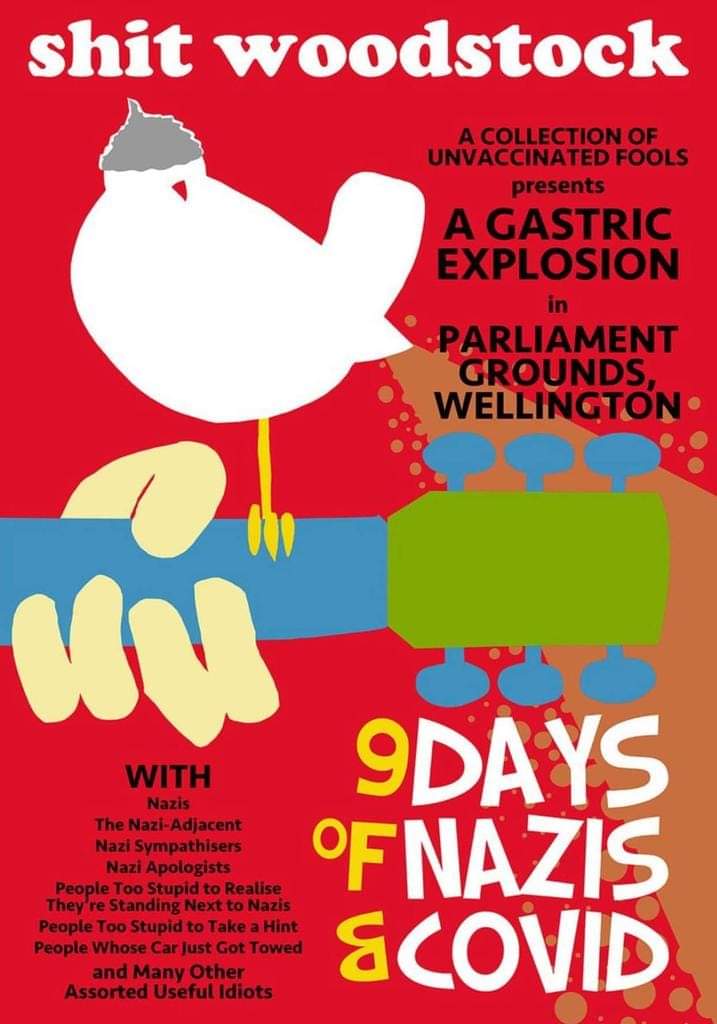 shit woodstock
A COLLECTION OF
UNVACCINATED FOOLS
presents
A GASTRIC
EXPLOSION
in
PARLIAMENT
GROUNDS,
WELLINGTON
9 DAYS
OF NAZIS
& COVID
WITH
Nazis
The Nazi-Adjacent
Nazi Sympathisers
Nazi Apologists
People Too Stupid to Realise
They're Standing Next to Nazis
People Too Stupid to Take a Hint
People Whose Car Just Got Towed
and Many Other
Assorted Useful Idiots